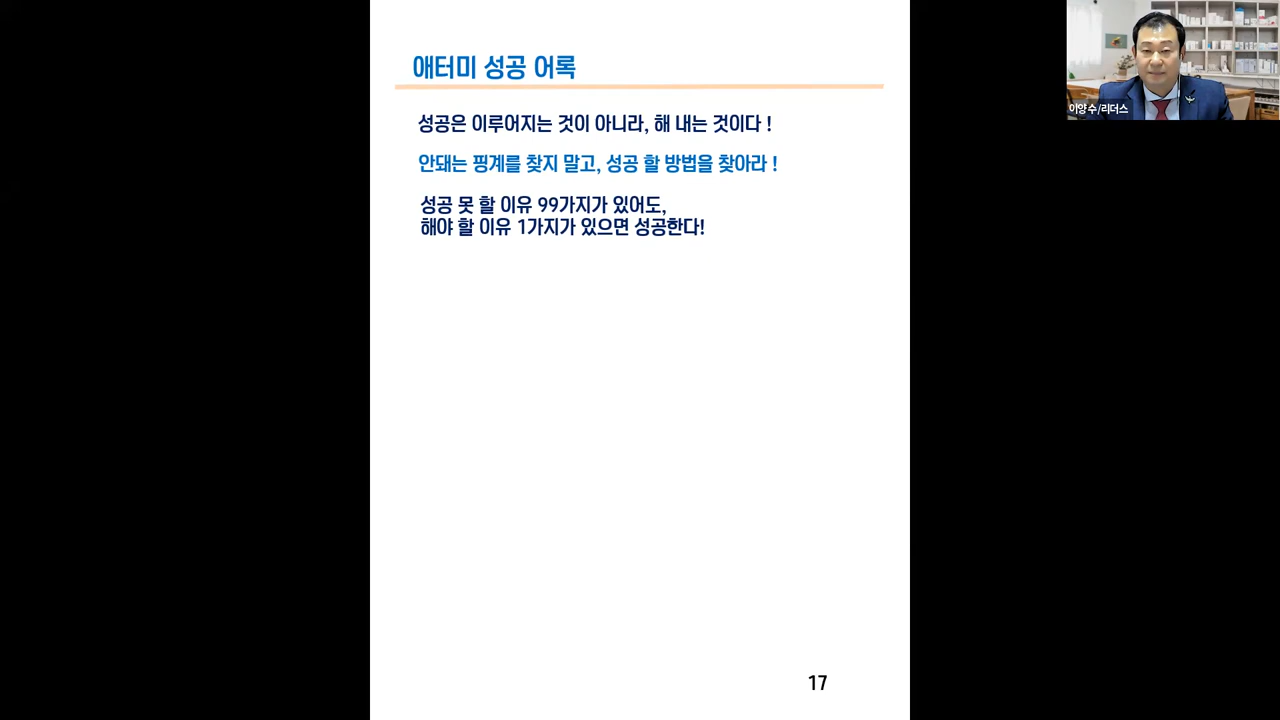 애터미 성공 어록
성공은 이루어지는 것이 아니라, 해 내는 것이다 !
안돼는 핑계를 찾지 말고, 성공 할 방법을 찾아라 !
성공 못 할 이유 99가지가 있어도,
해야 할 이유 1가지가 있으면 성공한다!
이양수/리더스
17